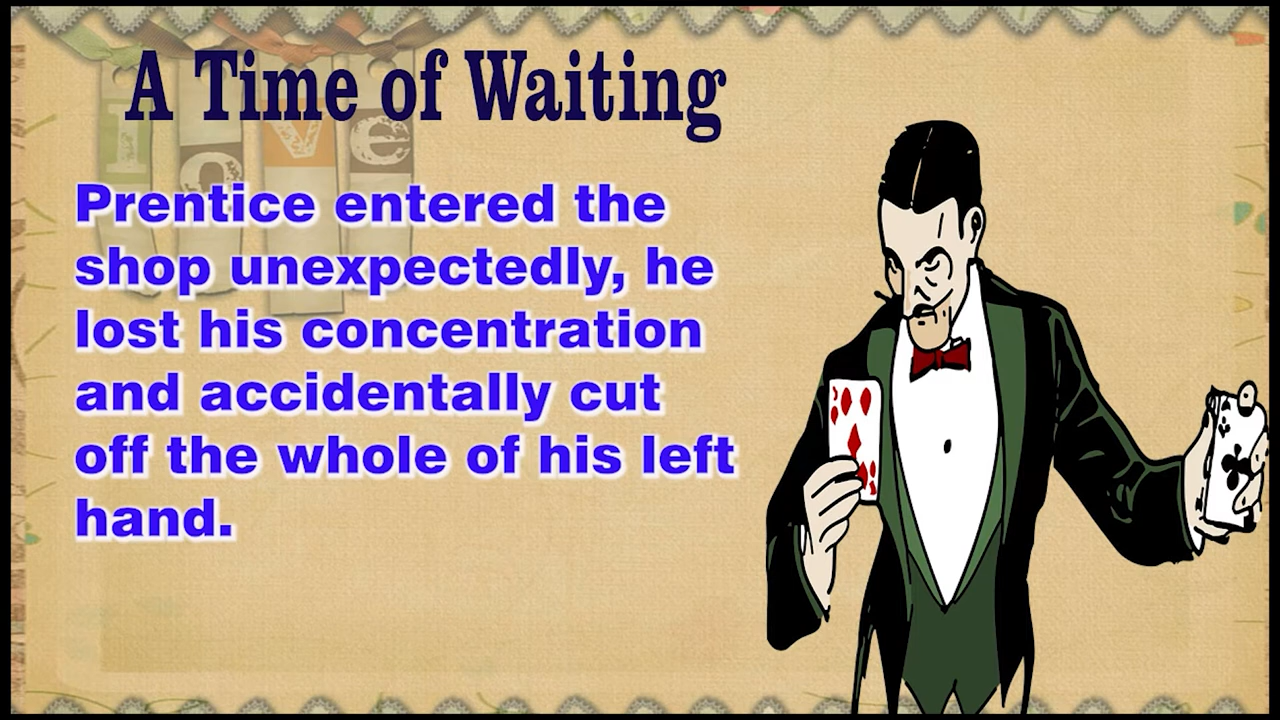 A Time of Waiting
love
Prentice entered the
shop unexpectedly, he
lost his concentration
and accidentally cut
off the whole of his left
hand.